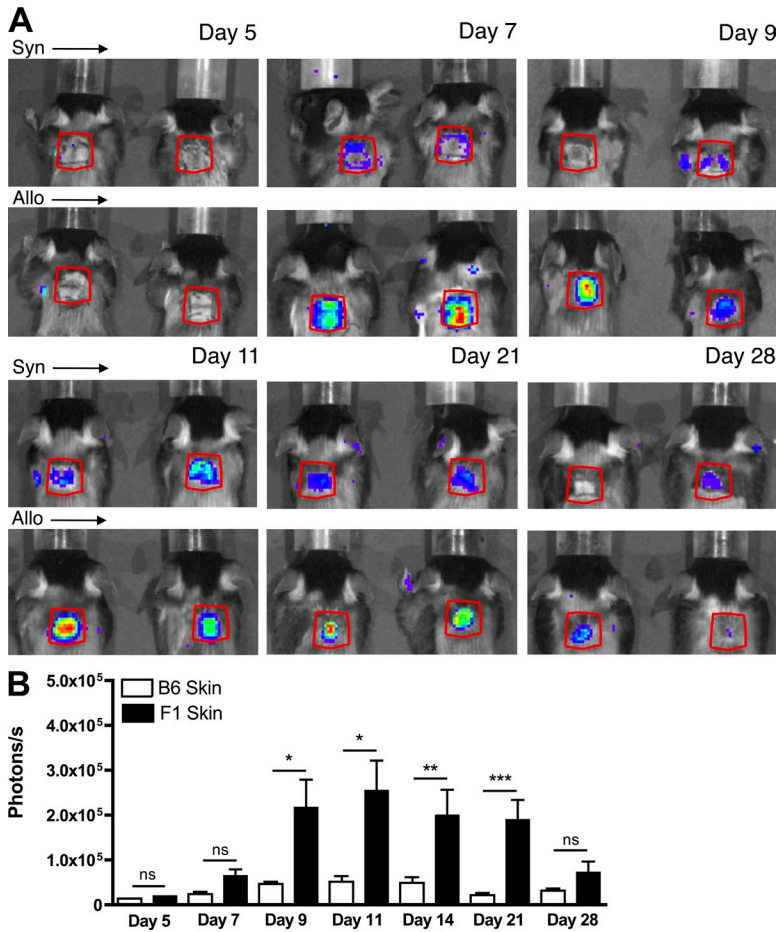 A
Syn Day 5 Day 7 Day 9
Allo
Syn Day 11 Day 21 Day 28
Allo
B
5.0x10⁵
4.0x10⁵
3.0x10⁵
2.0x10⁵
1.0x10⁵
0
Photons/s
B6 Skin
F1 Skin
ns ns * * ** *** ns
Day 5 Day 7 Day 9 Day 11 Day 14 Day 21 Day 28